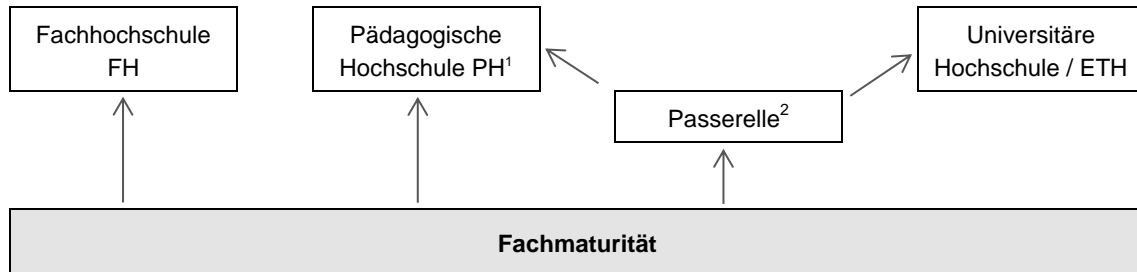 Fachhochschule
FH
Pädagogische
Hochschule PH¹
Universitäre
Hochschule / ETH
Passerelle²
Fachmaturität